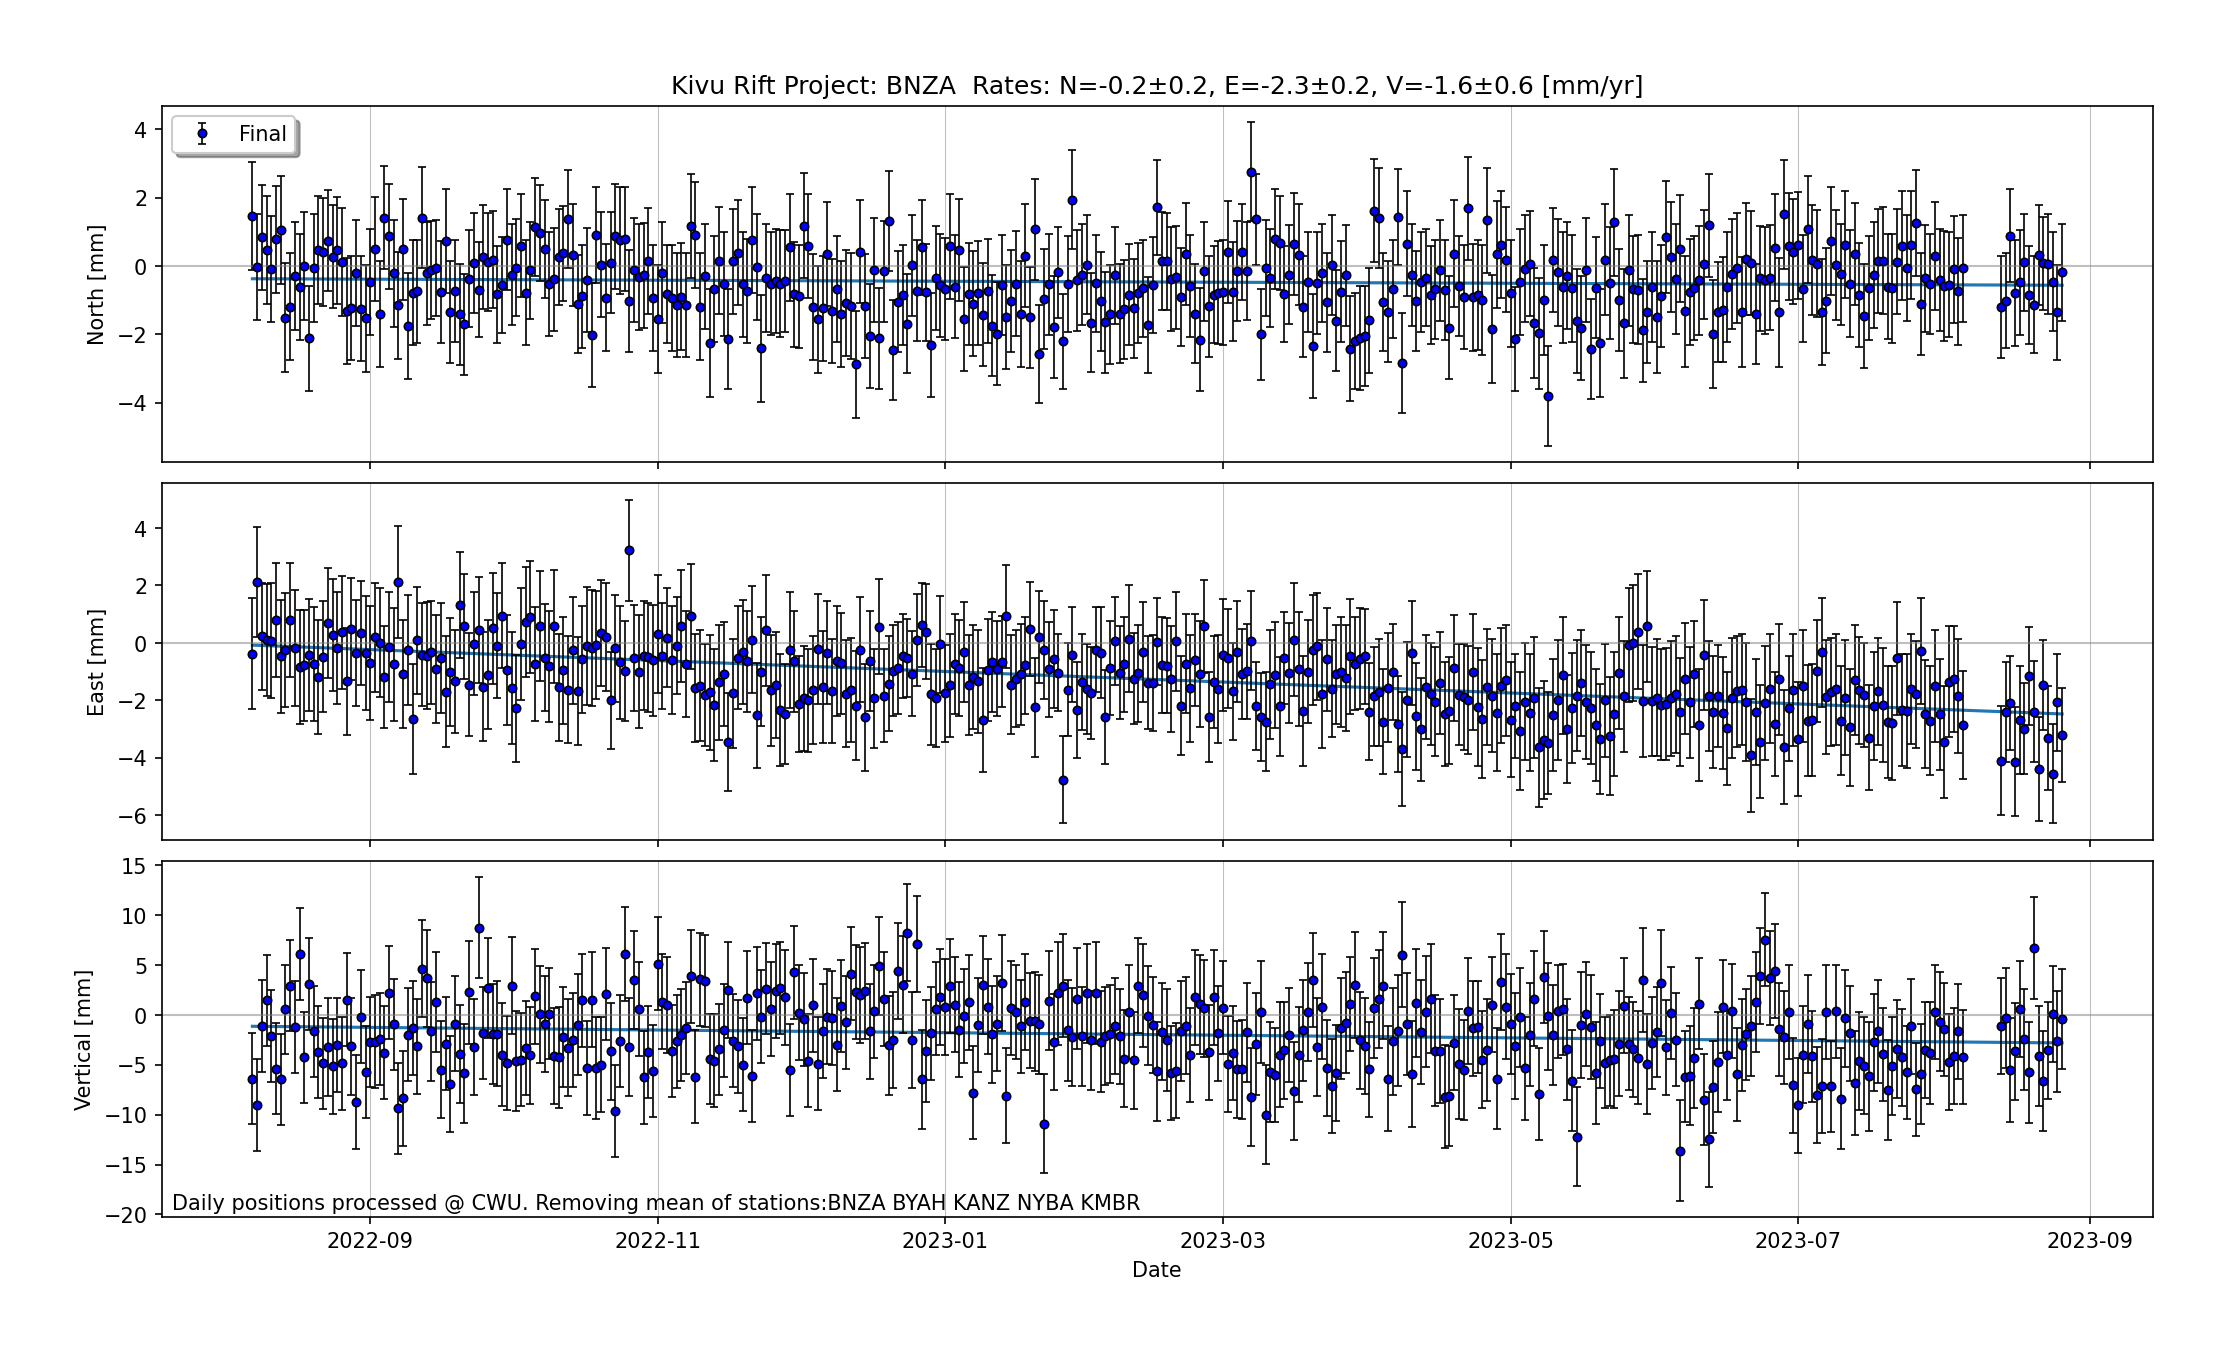 Kivu Rift Project: BNZA  Rates: N=-0.2±0.2, E=-2.3±0.2, V=-1.6±0.6 [mm/yr]
Final
North [mm]
4
2
0
−2
−4
East [mm]
4
2
0
−2
−4
−6
Vertical [mm]
15
10
5
0
−5
−10
−15
−20
Daily positions processed @ CWU. Removing mean of stations:BNZA BYAH KANZ NYBA KMBR
2022-09 2022-11 2023-01 2023-03 2023-05 2023-07 2023-09
Date